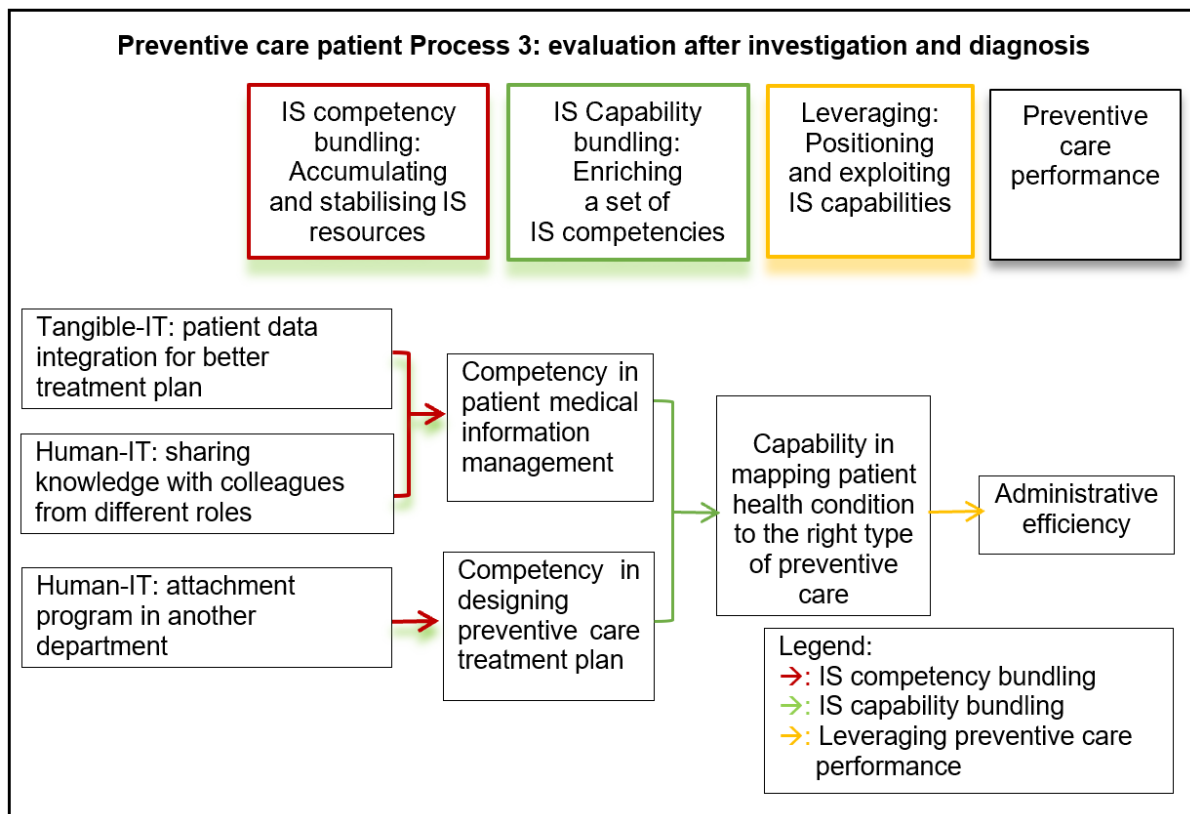 Preventive care patient Process 3: evaluation after investigation and diagnosis
IS competency
bundling:
Accumulating
and stabilising IS
resources
IS Capability
bundling:
Enriching
a set of
IS competencies
Leveraging:
Positioning
and exploiting
IS capabilities
Preventive
care
performance
Tangible-IT: patient data
integration for better
treatment plan
Human-IT: sharing
knowledge with colleagues
from different roles
Human-IT: attachment
program in another
department
Competency in
patient medical
information
management
Competency in
designing
preventive care
treatment plan
Capability in
mapping patient
health condition
to the right type
of preventive
care
Administrative
efficiency
Legend:
→: IS competency bundling
→: IS capability bundling
→: Leveraging preventive care
performance